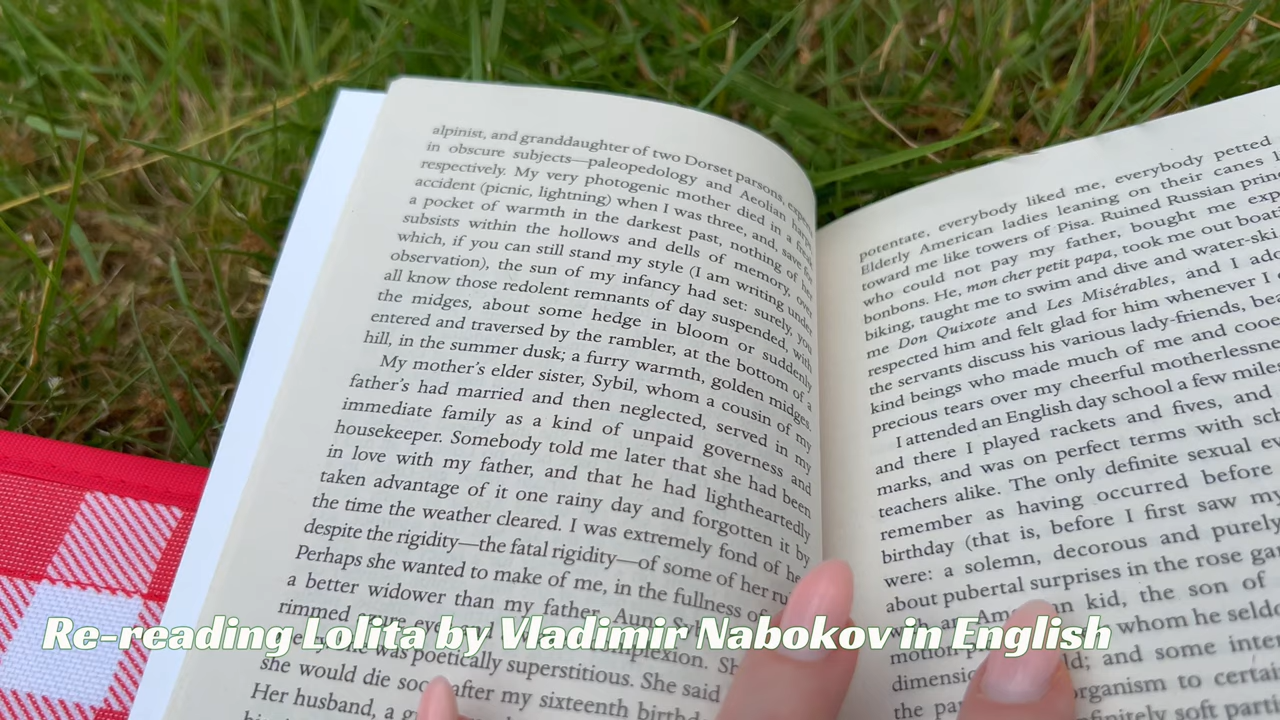 alpinist, and granddaughter of two Dorset parsons,
in obscure subjects—paleopedology and Aeolian
respectively. My very photogenic mother died in a
accident (picnic, lightning) when I was three, and, save
a pocket of warmth in the darkest past, nothing of her
subsists within the hollows and dells of memory, over
which, if you can still stand my style (I am writing under
observation), the sun of my infancy had set: surely, you
all know those redolent remnants of day suspended, with
the midges, about some hedge in bloom or suddenly
entered and traversed by the rambler, at the bottom of a
hill, in the summer dusk; a furry warmth, golden midges.
My mother's elder sister, Sybil, whom a cousin of my
father's had married and then neglected, served in my
immediate family as a kind of unpaid governess and
housekeeper. Somebody told me later that she had been
in love with my father, and that he had lightheartedly
taken advantage of it one rainy day and forgotten it by
the time the weather cleared. I was extremely fond of
despite the rigidity—the fatal rigidity—of some of her
Perhaps she wanted to make of me, in the fullness of
a better widower than my father. Aunt
rimmed complexion. She
was poetically superstitious. She said
she would die after my sixteenth
Her husband, a
potentate, everybody liked me, everybody petted
Elderly American ladies leaning on their canes
toward me like towers of Pisa. Ruined Russian
who could not pay my father, bought me
bonbons. He, mon cher petit papa, took me out
biking, taught me to swim and dive and water-ski
me Don Quixote and Les Misérables, and I
respected him and felt glad for him whenever I
the servants discuss his various lady-friends,
kind beings who made much of me and
precious tears over my cheerful
I attended an English day school a few miles
and there I played rackets and fives, and
marks, and was on perfect terms with
teachers alike. The only definite sexual
remember as having occurred before
birthday (that is, before I first saw my
were: a solemn, decorous and purely
about pubertal surprises in the rose
kid, the son of
whom he
and some
organism to certain
soft
Re-reading Lolita by Vladimir Nabokov in English